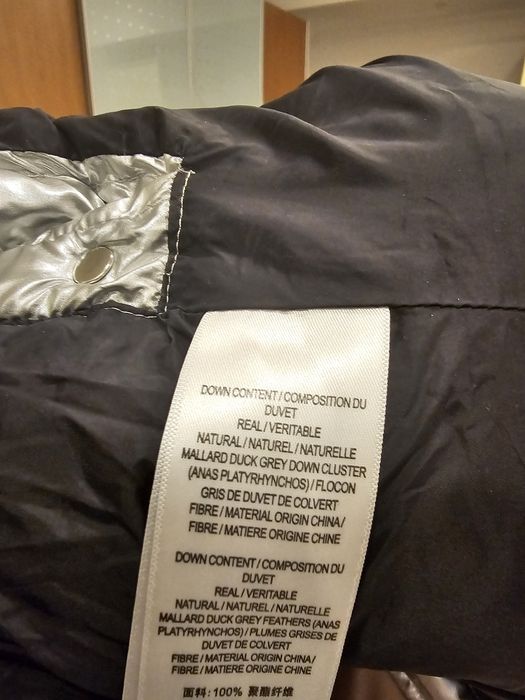 DOWN CONTENT / COMPOSITION DU
DUVET
REAL / VERITABLE
NATURAL / NATUREL / NATURELLE
MALLARD DUCK GREY DOWN CLUSTER
(ANAS PLATYRHYNCHOS) / FLOCON
GRIS DE DUVET DE COLVERT
FIBRE / MATERIAL ORIGIN CHINA /
FIBRE / MATIERE ORIGINE CHINE
DOWN CONTENT / COMPOSITION DU
DUVET
REAL / VERITABLE
NATURAL / NATUREL / NATURELLE
MALLARD DUCK GREY FEATHERS (ANAS
PLATYRHYNCHOS) / PLUMES GRISES DE
DUVET DE COLVERT
FIBRE / MATERIAL ORIGIN CHINA /
FIBRE / MATIERE ORIGINE CHINE
面料: 100% 聚酯纤维